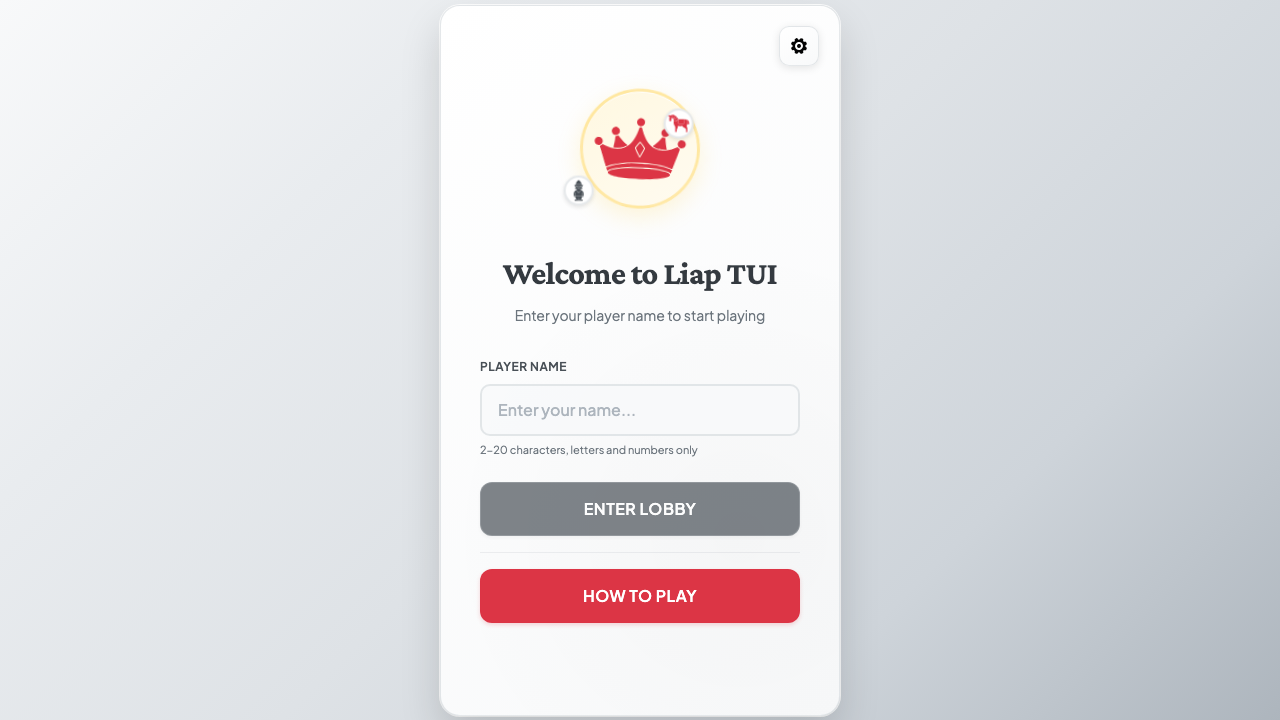 Welcome to Liap TUI
Enter your player name to start playing
PLAYER NAME
Enter your name...
2-20 characters, letters and numbers only
ENTER LOBBY
HOW TO PLAY